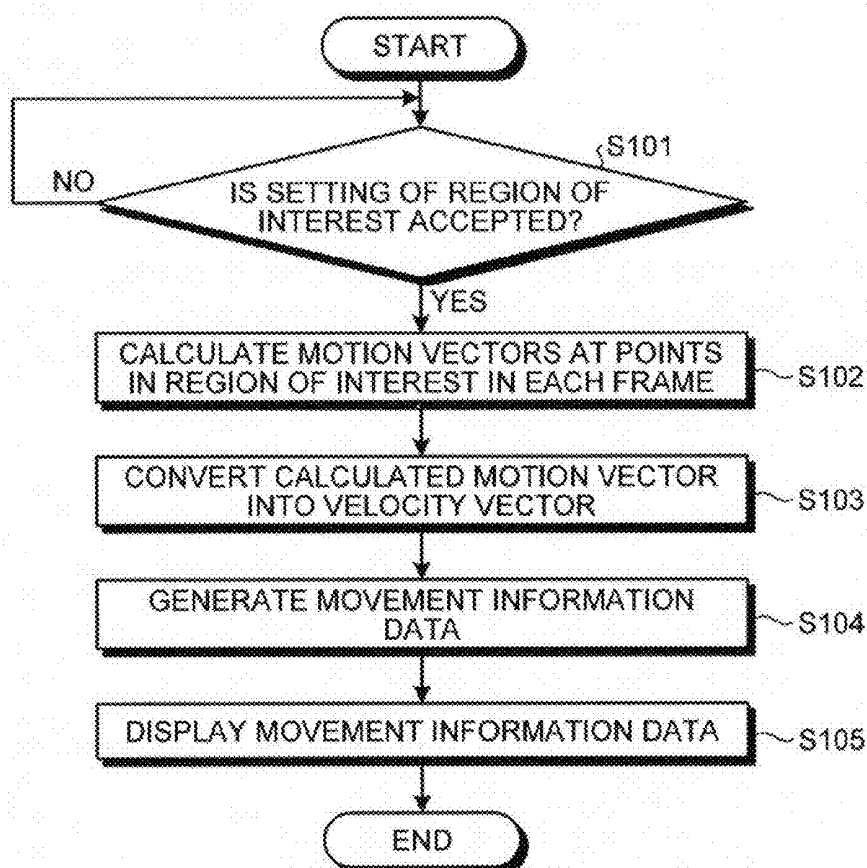 START
S101
NO
IS SETTING OF REGION OF
INTEREST ACCEPTED?
YES
CALCULATE MOTION VECTORS AT POINTS
IN REGION OF INTEREST IN EACH FRAME
S102
CONVERT CALCULATED MOTION VECTOR
INTO VELOCITY VECTOR
S103
GENERATE MOVEMENT INFORMATION
DATA
S104
DISPLAY MOVEMENT INFORMATION DATA
S105
END